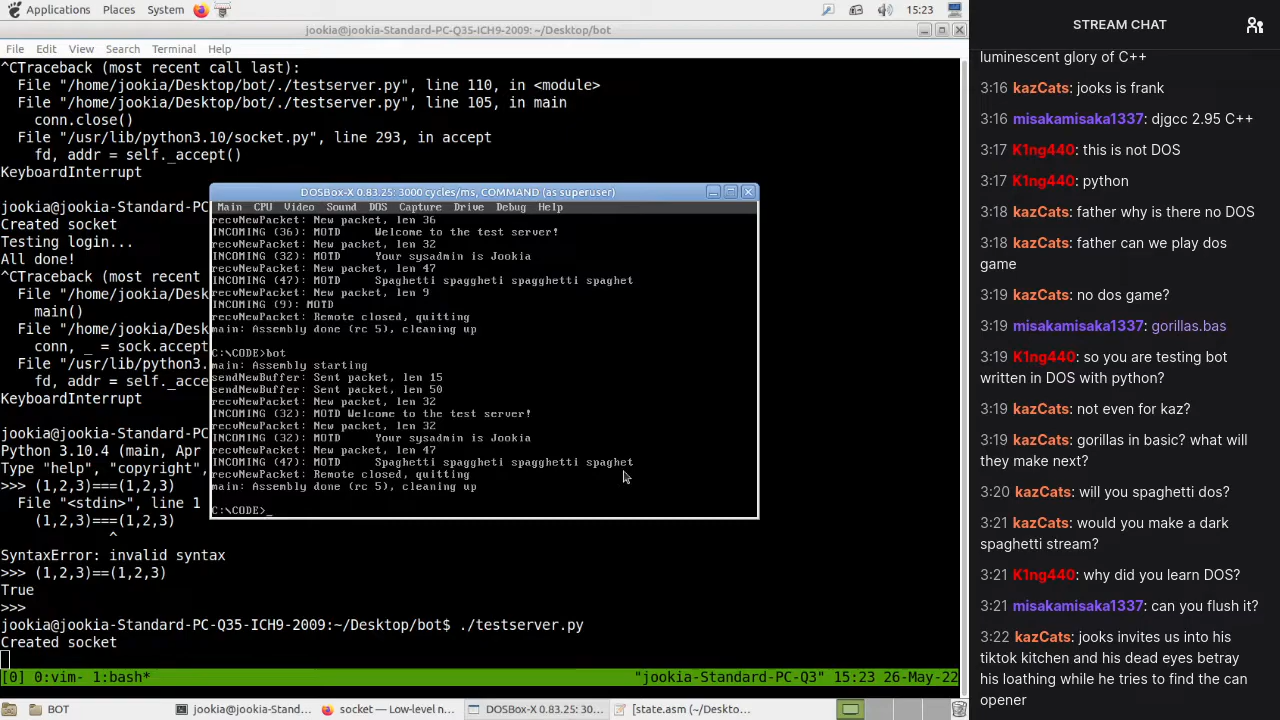 Applications Places System 15:23
jookia@jookia-Standard-PC-Q35-ICH9-2009: ~/Desktop/bot
File Edit View Search Terminal Help
^CTraceback (most recent call last):
File "/home/jookia/Desktop/bot/./testserver.py", line 110, in <module>
File "/home/jookia/Desktop/bot/./testserver.py", line 105, in main
conn.close()
File "/usr/lib/python3.10/socket.py", line 293, in accept
fd, addr = self._accept()
KeyboardInterrupt
jookia@jookia-Standard-PC
Created socket
Testing login...
All done!
^CTraceback (most recent
File "/home/jookia/Des
main()
File "/home/jookia/Des
conn, _ = sock.accept
File "/usr/lib/python3.
fd, addr = self._acce
KeyboardInterrupt
jookia@jookia-Standard-PC
Python 3.10.4 (main, Apr
Type "help", "copyright",
>>> (1,2,3)===(1,2,3)
File "<stdin>", line 1
(1,2,3)===(1,2,3)
^
SyntaxError: invalid syntax
>>> (1,2,3)==(1,2,3)
True
>>>
jookia@jookia-Standard-PC-Q35-ICH9-2009:~/Desktop/bot$ ./testserver.py
Created socket
[0] 0:vim- 1:bash* "jookia-Standard-PC-Q3" 15:23 26-May-22
DOSBox-X 0.83.25: 3000 cycles/ms, COMMAND (as superuser)
Main CPU Video Sound DOS Capture Drive Debug Help
recvNewPacket: New packet, len 36
INCOMING (36): MOTD Welcome to the test server!
recvNewPacket: New packet, len 32
INCOMING (32): MOTD Your sysadmin is Jookia
recvNewPacket: New packet, len 47
INCOMING (47): MOTD Spaghetti spaggheti spagghetti spaghet
recvNewPacket: New packet, len 9
INCOMING (9): MOTD
recvNewPacket: Remote closed, quitting
main: Assembly done (rc 5), cleaning up
C:\CODE>bot
main: Assembly starting
sendNewBuffer: Sent packet, len 15
sendNewBuffer: Sent packet, len 50
recvNewPacket: New packet, len 32
INCOMING (32): MOTD Welcome to the test server!
recvNewPacket: New packet, len 32
INCOMING (32): MOTD Your sysadmin is Jookia
recvNewPacket: New packet, len 47
INCOMING (47): MOTD Spaghetti spaggheti spagghetti spaghet
recvNewPacket: Remote closed, quitting
main: Assembly done (rc 5), cleaning up
C:\CODE>_
BOT jookia@jookia-Stand... socket — Low-level n... DOSBox-X 0.83.25: 30... [state.asm (~/Deskto...
STREAM CHAT
luminescent glory of C++
3:16 kazCats: jooks is frank
3:16 misakamisaka1337: djgcc 2.95 C++
3:17 K1ng440: this is not DOS
3:17 K1ng440: python
3:18 kazCats: father why is there no DOS
3:18 kazCats: father can we play dos
game
3:19 kazCats: no dos game?
3:19 misakamisaka1337: gorillas.bas
3:19 K1ng440: so you are testing bot
written in DOS with python?
3:19 kazCats: not even for kaz?
3:19 kazCats: gorillas in basic? what will
they make next?
3:20 kazCats: will you spaghetti dos?
3:21 kazCats: would you make a dark
spaghetti stream?
3:21 K1ng440: why did you learn DOS?
3:21 misakamisaka1337: can you flush it?
3:22 kazCats: jooks invites us into his
tiktok kitchen and his dead eyes betray
his loathing while he tries to find the can
opener